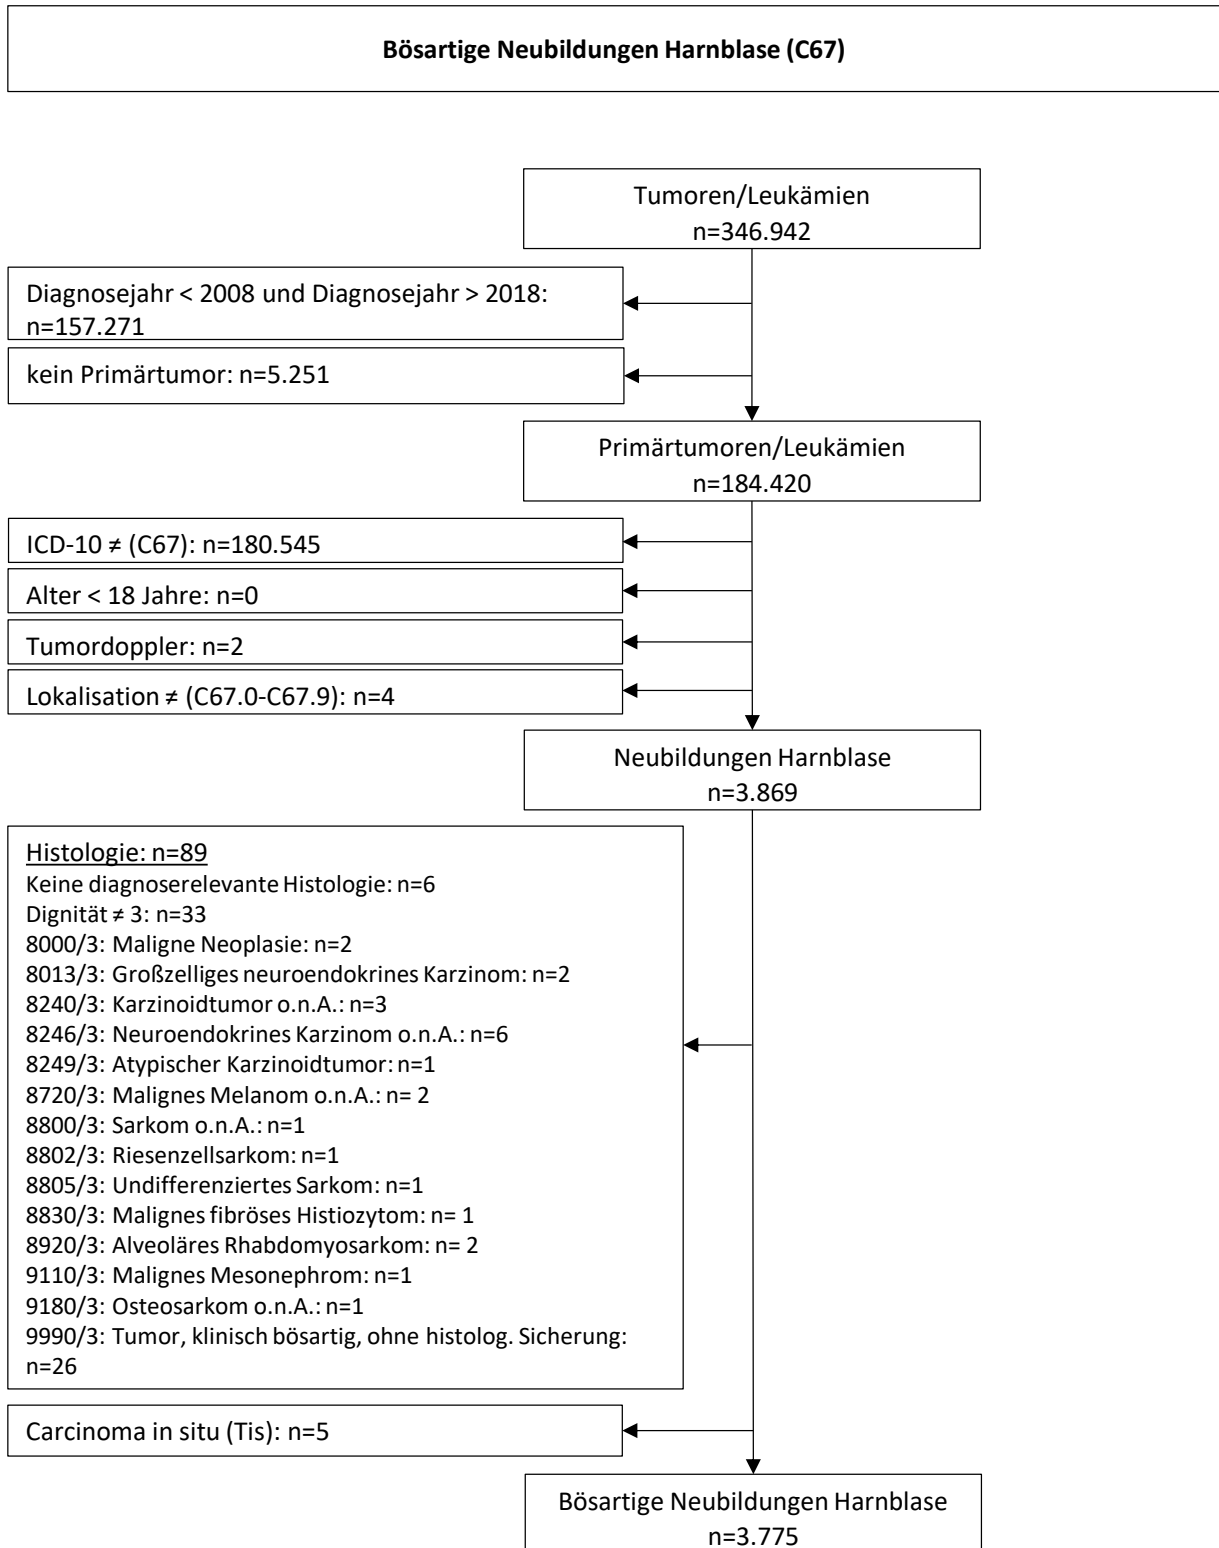 Bösartige Neubildungen Harnblase (C67)
Tumoren/Leukämien
n=346.942
Diagnosejahr < 2008 und Diagnosejahr > 2018:
n=157.271
kein Primärtumor: n=5.251
Primärtumoren/Leukämien
n=184.420
ICD-10 ≠ (C67): n=180.545
Alter < 18 Jahre: n=0
Tumordoppler: n=2
Lokalisation ≠ (C67.0-C67.9): n=4
Neubildungen Harnblase
n=3.869
Histologie: n=89
Keine diagnoserelevante Histologie: n=6
Dignität ≠ 3: n=33
8000/3: Maligne Neoplasie: n=2
8013/3: Großzelliges neuroendokrines Karzinom: n=2
8240/3: Karzinoidtumor o.n.A.: n=3
8246/3: Neuroendokrines Karzinom o.n.A.: n=6
8249/3: Atypischer Karzinoidtumor: n=1
8720/3: Malignes Melanom o.n.A.: n= 2
8800/3: Sarkom o.n.A.: n=1
8802/3: Riesenzellsarkom: n=1
8805/3: Undifferenziertes Sarkom: n=1
8830/3: Malignes fibröses Histiozytom: n= 1
8920/3: Alveoläres Rhabdomyosarkom: n= 2
9110/3: Malignes Mesonephrom: n=1
9180/3: Osteosarkom o.n.A.: n=1
9990/3: Tumor, klinisch bösartig, ohne histolog. Sicherung:
n=26
Carcinoma in situ (Tis): n=5
Bösartige Neubildungen Harnblase
n=3.775